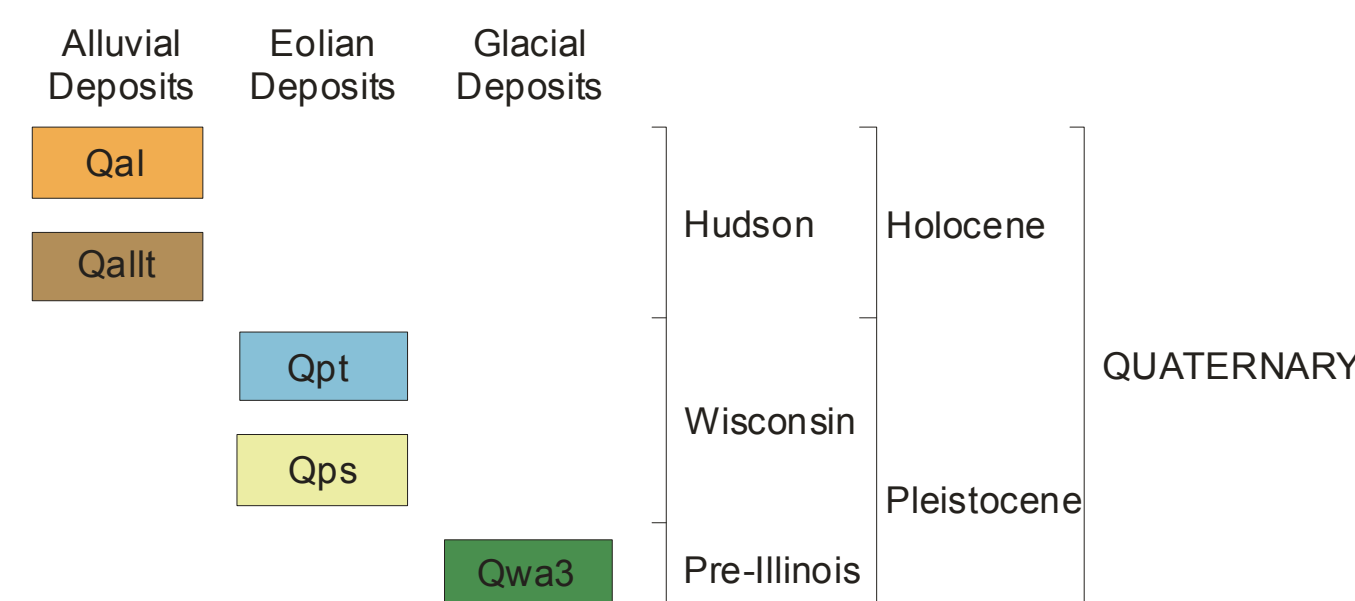 Alluvial
Deposits
Eolian
Deposits
Glacial
Deposits
Qal
Qallt
Hudson
Holocene
Qpt
QUATERNARY
Wisconsin
Qps
Pleistocene
Qwa3
Pre-Illinois